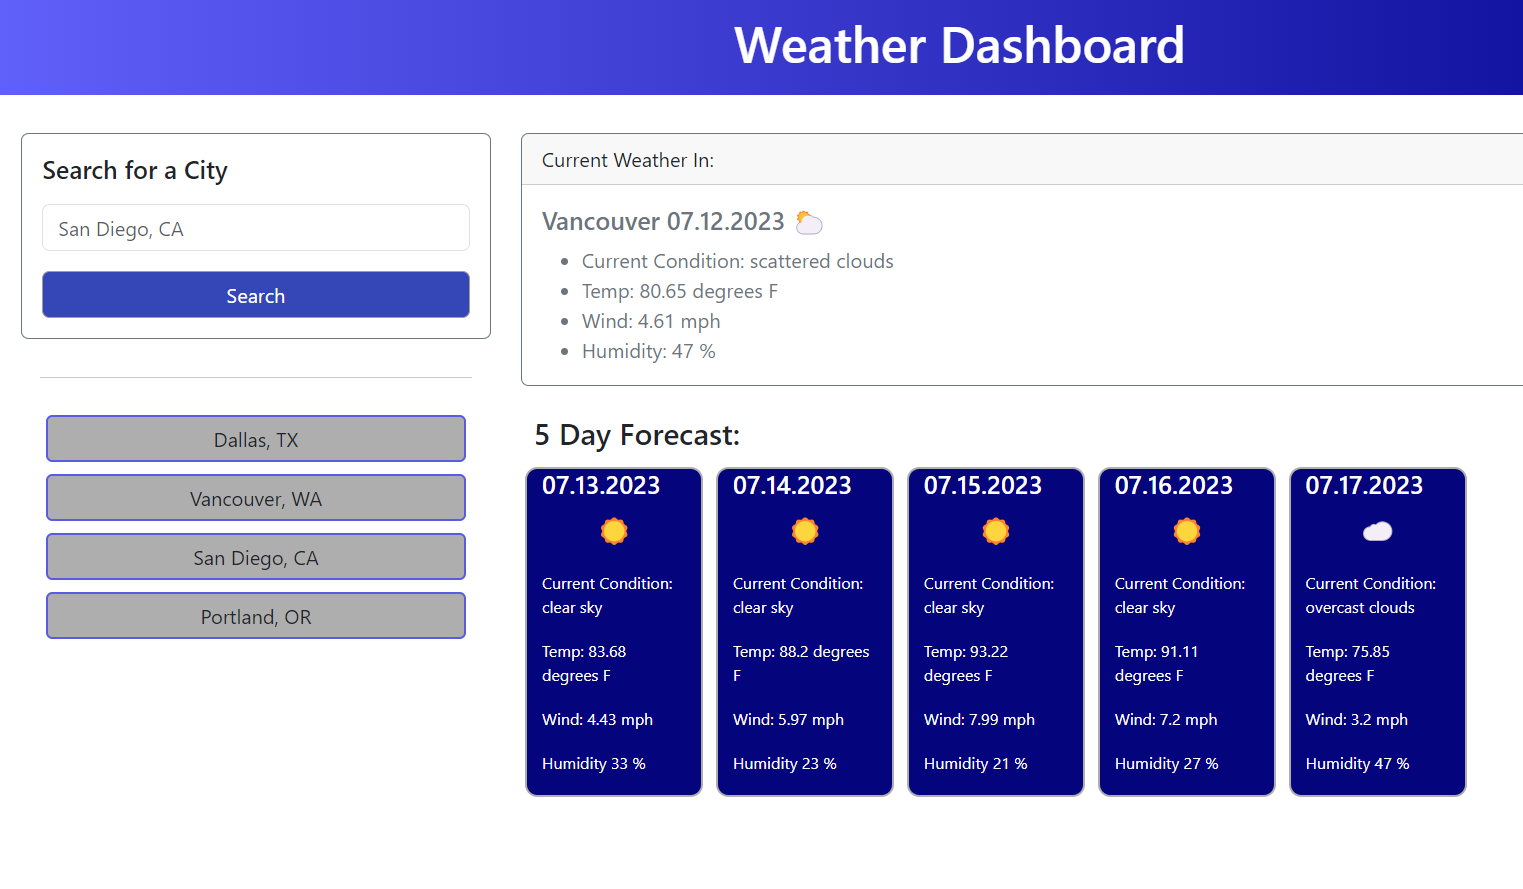 Weather Dashboard
Search for a City
San Diego, CA
Search
Dallas, TX
Vancouver, WA
San Diego, CA
Portland, OR
Current Weather In:
Vancouver 07.12.2023
Current Condition: scattered clouds
Temp: 80.65 degrees F
Wind: 4.61 mph
Humidity: 47 %
5 Day Forecast:
07.13.2023
Current Condition:
clear sky
Temp: 83.68
degrees F
Wind: 4.43 mph
Humidity 33 %
07.14.2023
Current Condition:
clear sky
Temp: 88.2 degrees
F
Wind: 5.97 mph
Humidity 23 %
07.15.2023
Current Condition:
clear sky
Temp: 93.22
degrees F
Wind: 7.99 mph
Humidity 21 %
07.16.2023
Current Condition:
clear sky
Temp: 91.11
degrees F
Wind: 7.2 mph
Humidity 27 %
07.17.2023
Current Condition:
overcast clouds
Temp: 75.85
degrees F
Wind: 3.2 mph
Humidity 47 %